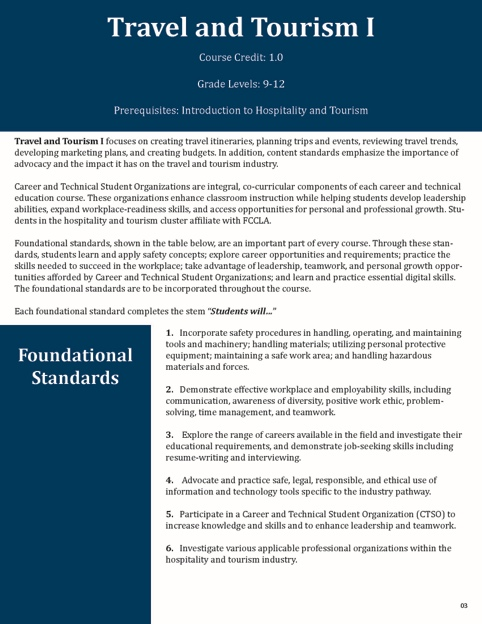 Travel and Tourism I
Course Credit: 1.0
Grade Levels: 9-12
Prerequisites: Introduction to Hospitality and Tourism
Travel and Tourism I focuses on creating travel itineraries, planning trips and events, reviewing travel trends,
developing marketing plans, and creating budgets. In addition, content standards emphasize the importance of
advocacy and the impact it has on the travel and tourism industry.
Career and Technical Student Organizations are integral, co-curricular components of each career and technical
education course. These organizations enhance classroom instruction while helping students develop leadership
abilities, expand workplace-readiness skills, and access opportunities for personal and professional growth. Stu-
dents in the hospitality and tourism cluster affiliate with FCCLA.
Foundational standards, shown in the table below, are an important part of every course. Through these stan-
dards, students learn and apply safety concepts; explore career opportunities and requirements; practice the
skills needed to succeed in the workplace; take advantage of leadership, teamwork, and personal growth oppor-
tunities afforded by Career and Technical Student Organizations; and learn and practice essential digital skills.
The foundational standards are to be incorporated throughout the course.
Each foundational standard completes the stem "Students will..."
Foundational
Standards
1. Incorporate safety procedures in handling, operating, and maintaining
tools and machinery; handling materials; utilizing personal protective
equipment; maintaining a safe work area; and handling hazardous
materials and forces.
2. Demonstrate effective workplace and employability skills, including
communication, awareness of diversity, positive work ethic, problem-
solving, time management, and teamwork.
3. Explore the range of careers available in the field and investigate their
educational requirements, and demonstrate job-seeking skills including
resume-writing and interviewing.
4. Advocate and practice safe, legal, responsible, and ethical use of
information and technology tools specific to the industry pathway.
5. Participate in a Career and Technical Student Organization (CTSO) to
increase knowledge and skills and to enhance leadership and teamwork.
6. Investigate various applicable professional organizations within the
hospitality and tourism industry.
03